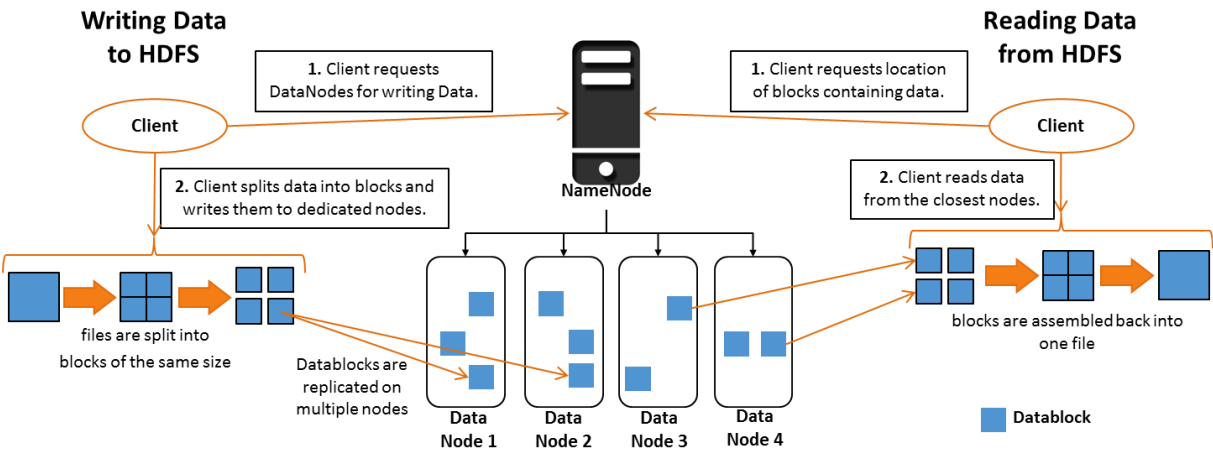 Writing Data
to HDFS
1. Client requests
DataNodes for writing Data.
Client
2. Client splits data into blocks and
writes them to dedicated nodes.
files are split into
blocks of the same size
Datablocks are
replicated on
multiple nodes
NameNode
Data
Node 1
Data
Node 2
Data
Node 3
Data
Node 4
Reading Data
from HDFS
1. Client requests location
of blocks containing data.
Client
2. Client reads data
from the closest nodes.
blocks are assembled back into
one file
Datablock